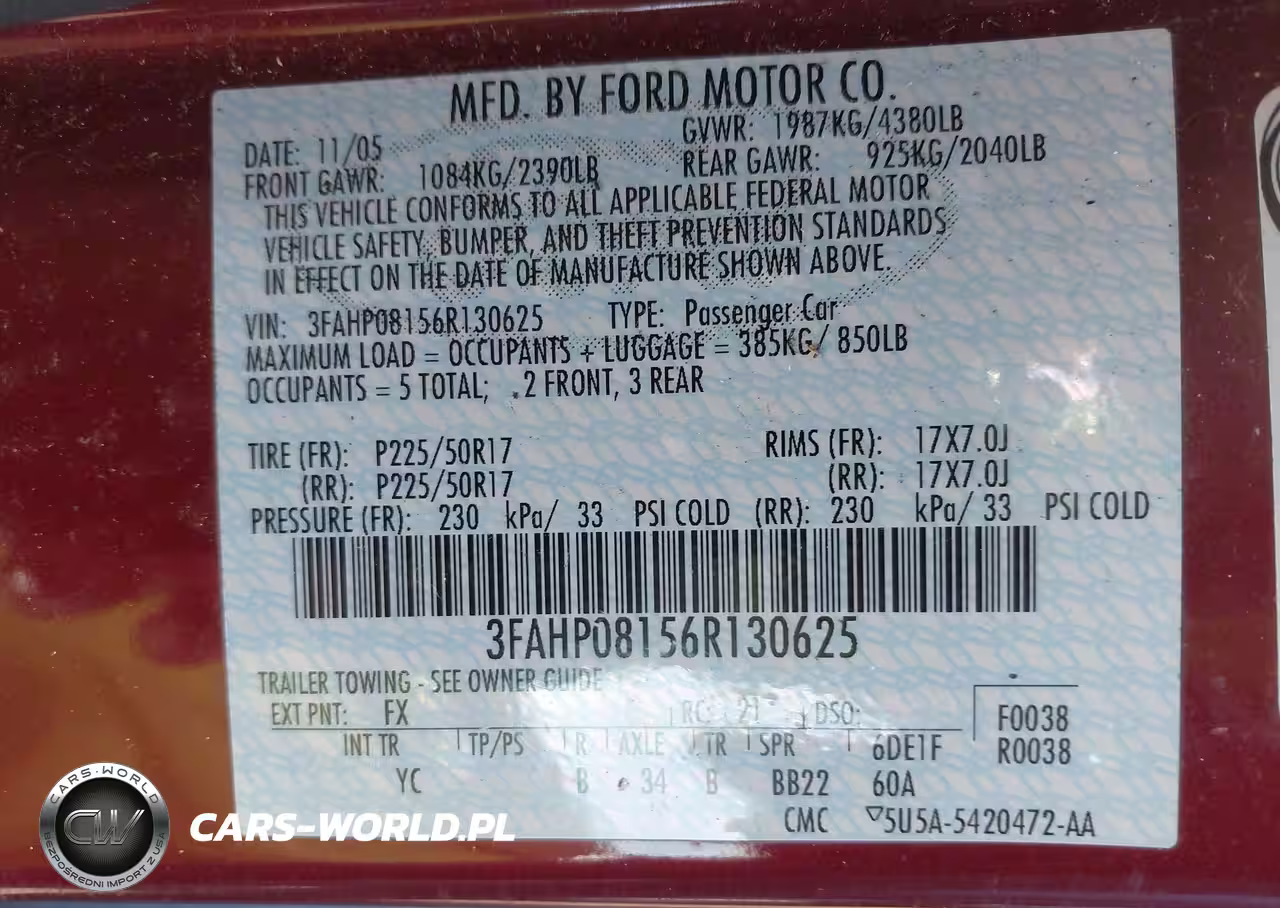 MFD. BY FORD MOTOR CO.
DATE: 11/05 GVWR: 1987KG/4380LB
FRONT GAWR: 1084KG/2390LB REAR GAWR: 925KG/2040LB
THIS VEHICLE CONFORMS TO ALL APPLICABLE FEDERAL MOTOR
VEHICLE SAFETY, BUMPER, AND THEFT PREVENTION STANDARDS
IN EFFECT ON THE DATE OF MANUFACTURE SHOWN ABOVE.
VIN: 3FAHP08156R130625 TYPE: Passenger Car
MAXIMUM LOAD = OCCUPANTS + LUGGAGE = 385KG/ 850LB
OCCUPANTS = 5 TOTAL; 2 FRONT, 3 REAR
TIRE (FR): P225/50R17 RIMS (FR): 17X7.0J
(RR): P225/50R17 (RR): 17X7.0J
PRESSURE (FR): 230 kPa/ 33 PSI COLD (RR): 230 kPa/ 33 PSI COLD
3FAHP08156R130625
TRAILER TOWING - SEE OWNER GUIDE
EXT PNT: FX RC: 21 DSO: F0038
INT TR TP/PS R AXLE TR SPR 6DE1F R0038
YC B 34 B BB22 60A
CMC ▽5U5A-5420472-AA
CARS-WORLD
CW
BEZPOŚREDNI IMPORT Z USA
CARS-WORLD.PL